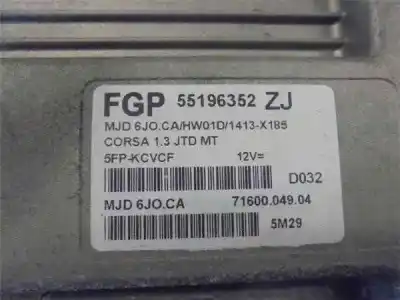 FGP 55196352 ZJ
MJD 6JO.CA/HW01D/1413-X185
CORSA 1.3 JTD MT
5FP-KCVCF 12V=
D032
MJD 6JO.CA 71600.049.04
5M29